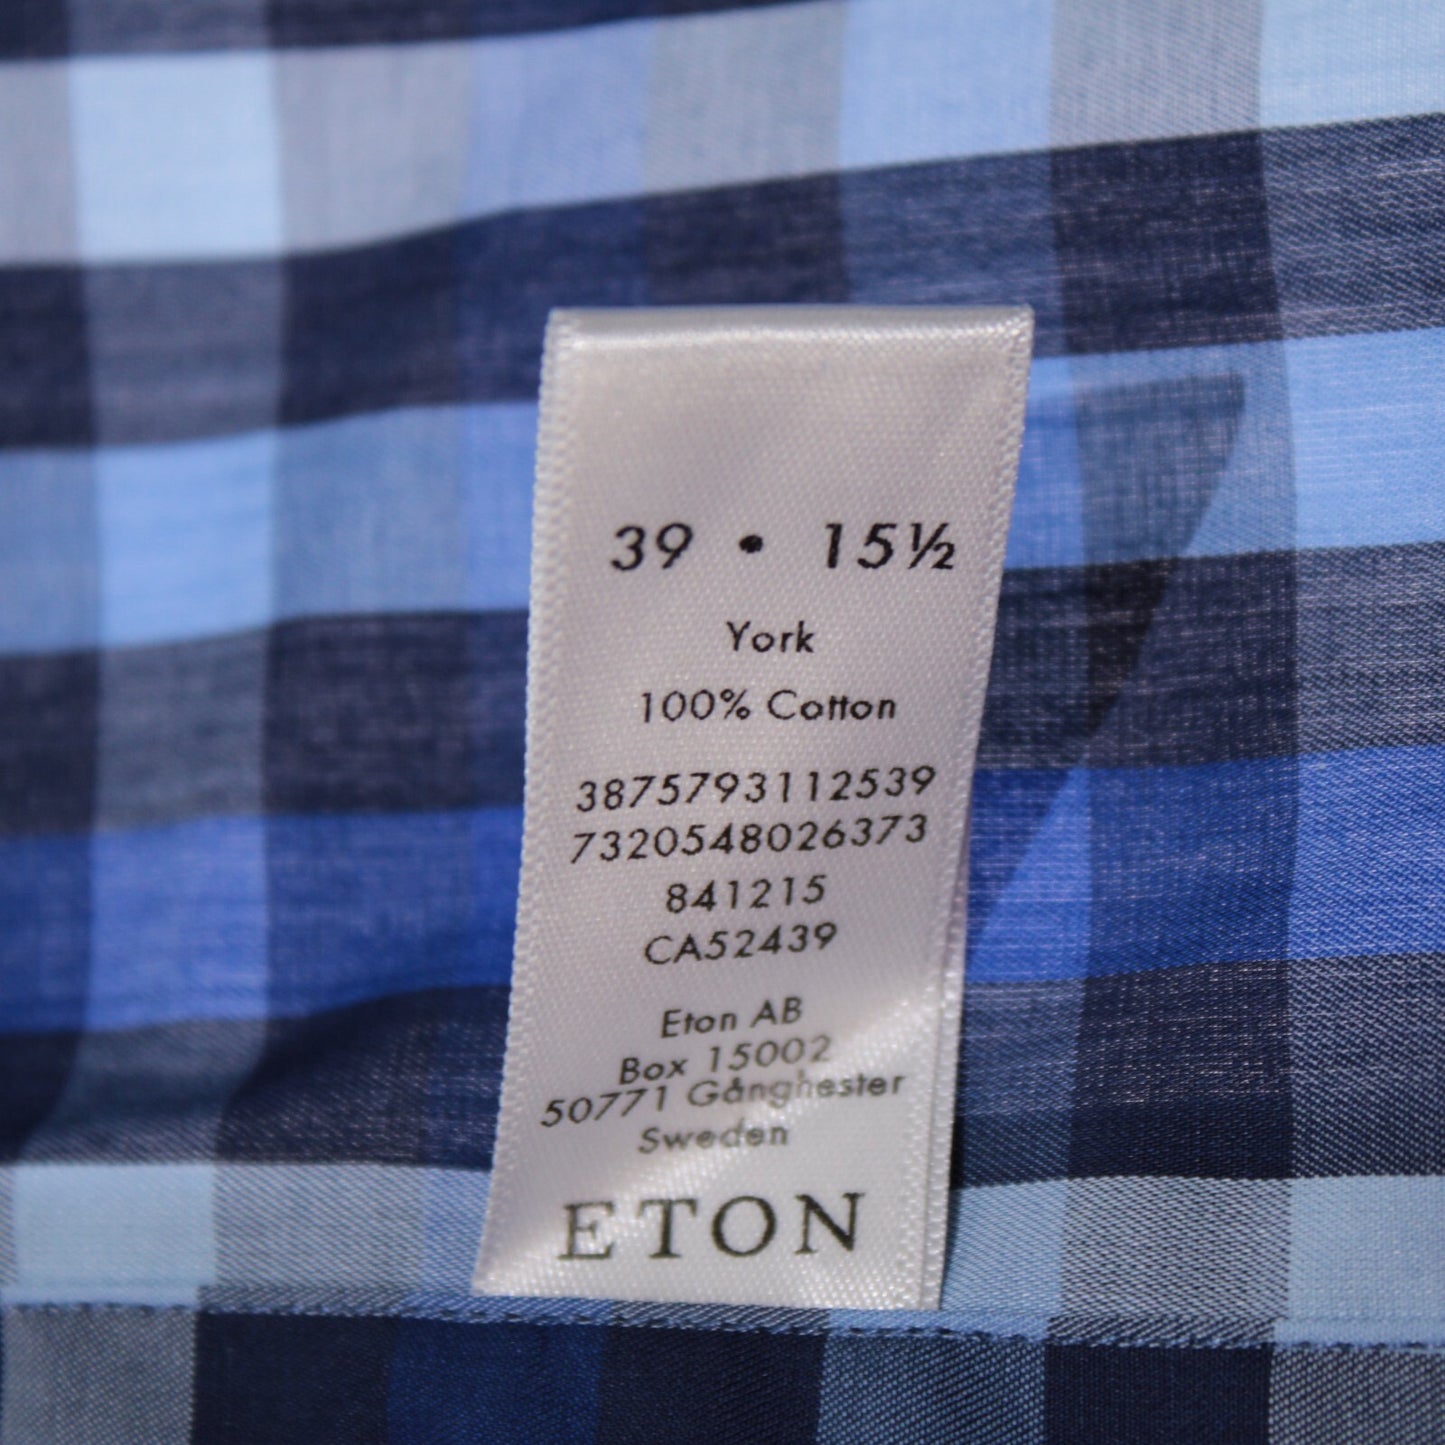 39 • 15½
York
100% Cotton
3875793112539
7320548026373
841215
CA52439
Eton AB
Box 15002
50771 Gånghester
Sweden
ETON